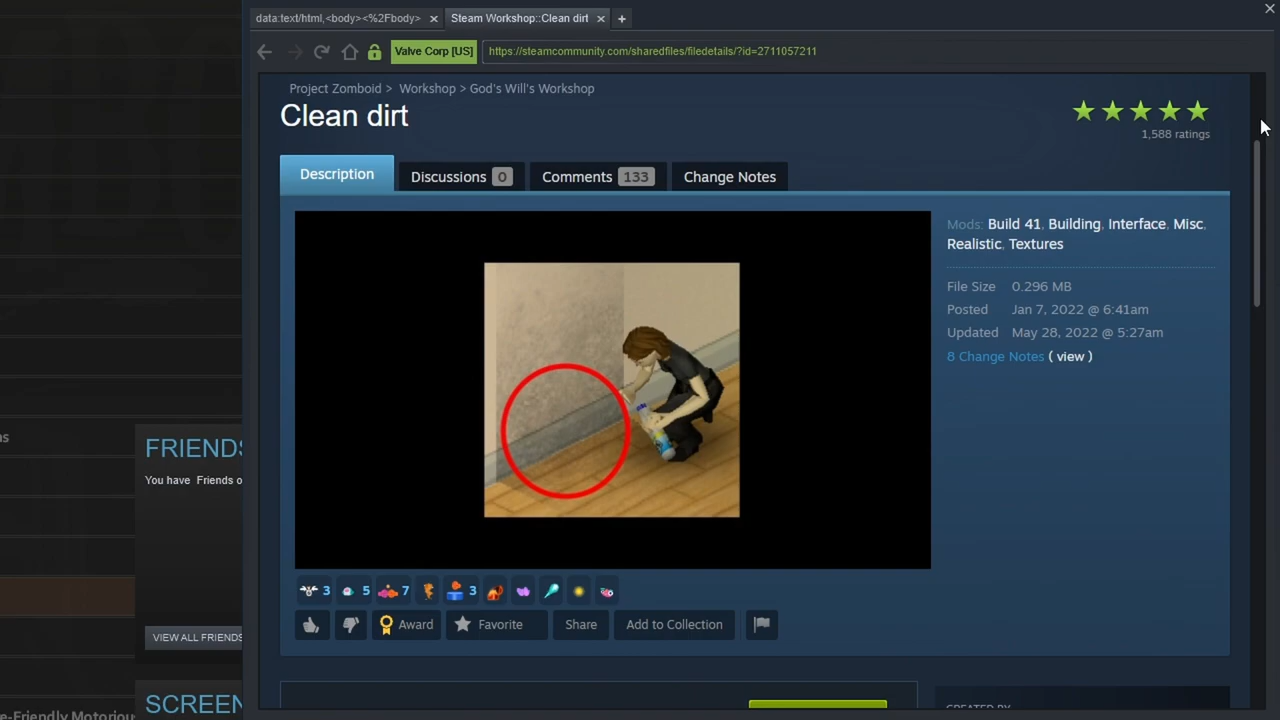 data:text/html,<body><%2Fbody>
Steam Workshop::Clean dirt
Valve Corp [US]
https://steamcommunity.com/sharedfiles/filedetails/?id=2711057211
Project Zomboid > Workshop > God's Will's Workshop
Clean dirt
1,588 ratings
Description
Discussions 0
Comments 133
Change Notes
Mods: Build 41, Building, Interface, Misc,
Realistic, Textures
File Size 0.296 MB
Posted Jan 7, 2022 @ 6:41am
Updated May 28, 2022 @ 5:27am
8 Change Notes ( view )
3 5 7 3
Award
Favorite
Share
Add to Collection
FRIENDS
You have Friends o
VIEW ALL FRIENDS
SCREEN
e-Friendly Motoriou
CREATED BY